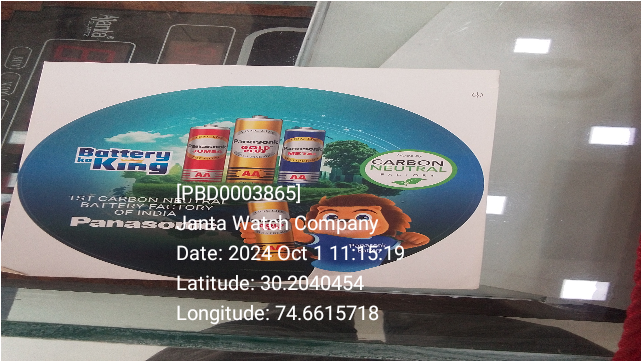 Battery
ka King
Panasonic
AA
Panasonic
AA
Panasonic
AA
CARBON
NEUTRAL
1ST CARBON NEUTRAL
BATTERY FACTORY
OF INDIA
Panasonic
[PBD0003865]
Janta Watch Company
Date: 2024 Oct 1 11:15:19
Latitude: 30.2040454
Longitude: 74.6615718